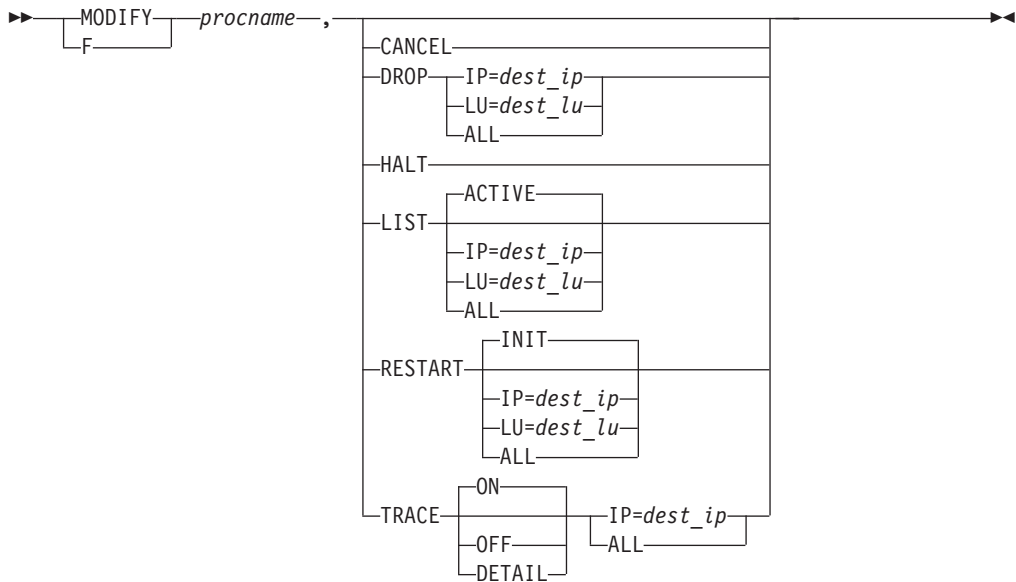 MODIFY procname ,
F
CANCEL
DROP IP=dest_ip
LU=dest_lu
ALL
HALT
ACTIVE
LIST
IP=dest_ip
LU=dest_lu
ALL
INIT
RESTART
IP=dest_ip
LU=dest_lu
ALL
ON
TRACE IP=dest_ip
OFF ALL
DETAIL